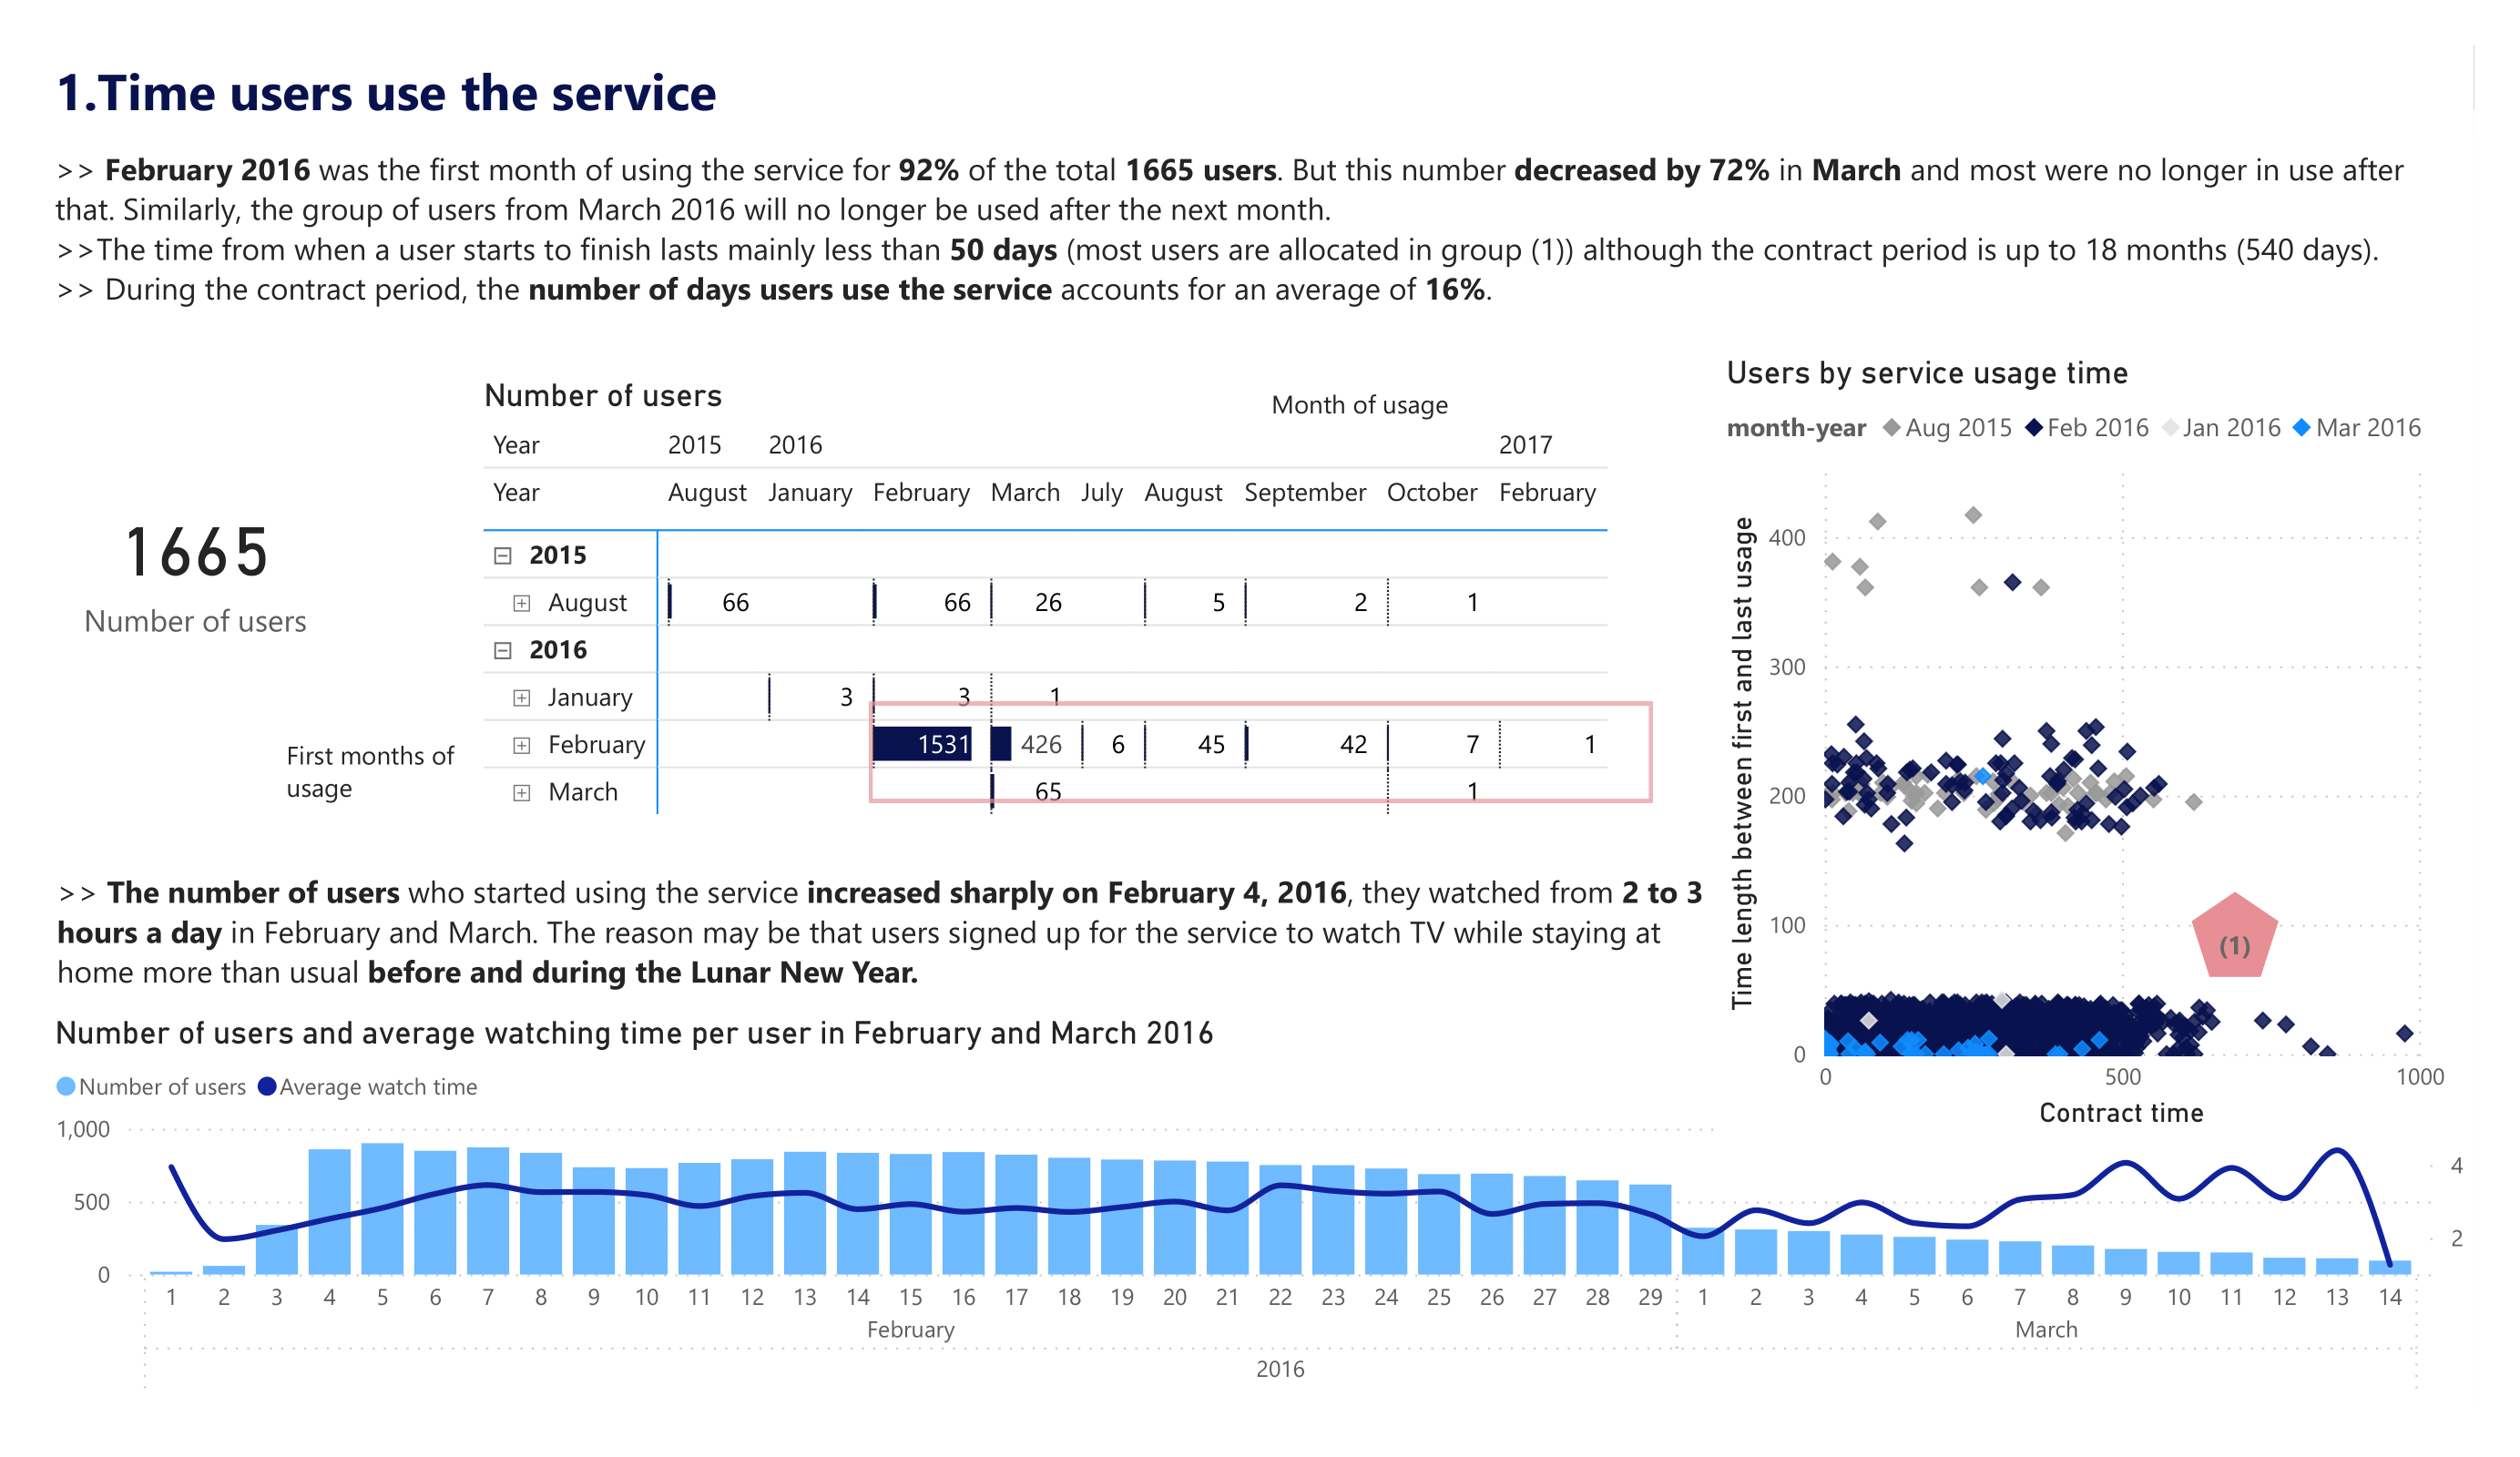 1.Time users use the service
>> February 2016 was the first month of using the service for 92% of the total 1665 users. But this number decreased by 72% in March and most were no longer in use after
that. Similarly, the group of users from March 2016 will no longer be used after the next month.
>>The time from when a user starts to finish lasts mainly less than 50 days (most users are allocated in group (1)) although the contract period is up to 18 months (540 days).
>> During the contract period, the number of days users use the service accounts for an average of 16%.
1665
Number of users
First months of
usage
Number of users
Month of usage
Year 2015 2016 2017
Year August January February March July August September October February
2015
August 66 66 26 5 2 1
2016
January 3 3 1
February 1531 426 6 45 42 7 1
March 65 1
Users by service usage time
month-year Aug 2015 Feb 2016 Jan 2016 Mar 2016
Time length between first and last usage
400
300
200
100
0
(1)
0 500 1000
Contract time
>> The number of users who started using the service increased sharply on February 4, 2016, they watched from 2 to 3
hours a day in February and March. The reason may be that users signed up for the service to watch TV while staying at
home more than usual before and during the Lunar New Year.
Number of users and average watching time per user in February and March 2016
Number of users Average watch time
1,000
500
0
4
2
1 2 3 4 5 6 7 8 9 10 11 12 13 14 15 16 17 18 19 20 21 22 23 24 25 26 27 28 29 1 2 3 4 5 6 7 8 9 10 11 12 13 14
February March
2016